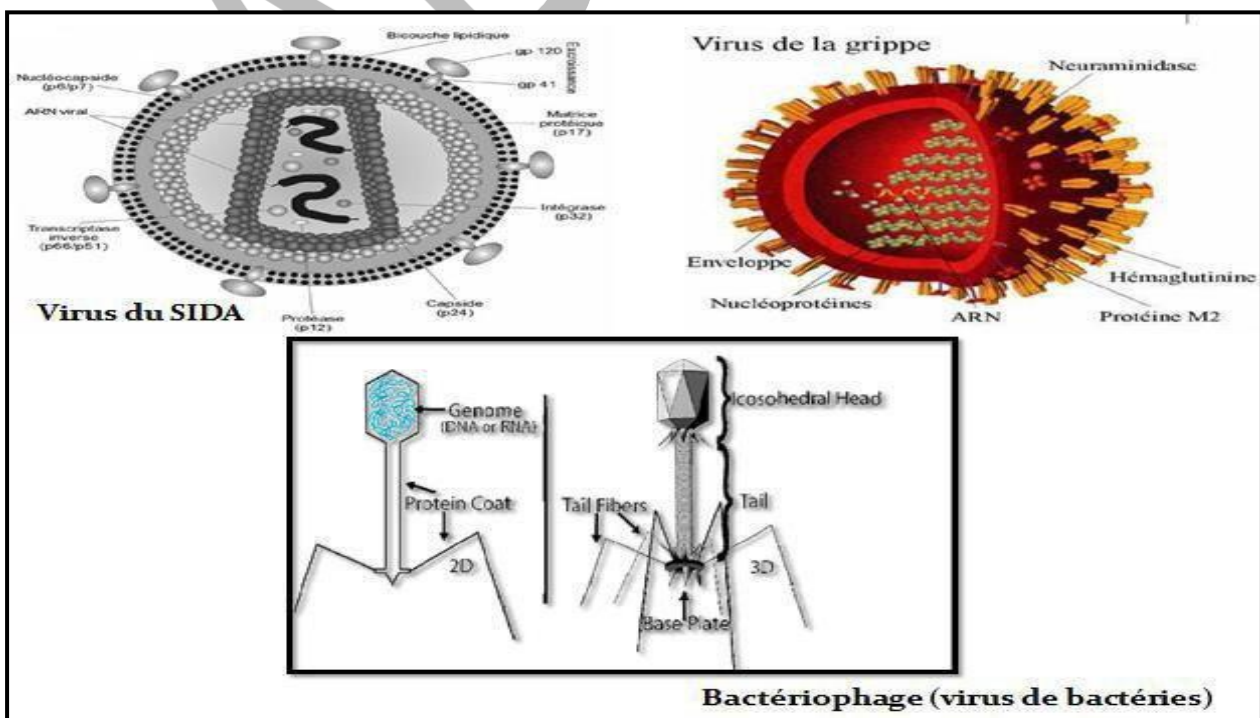 Bicouche lipidique
gp 120
gp 41
Excroissance
Nucléocapside
(p6/p7)
ARN viral
Matrice
protéique
(p17)
Intégrase
(p32)
Transcriptase
inverse
(p66/p51)
Capside
(p24)
Protéase
(p12)
Virus du SIDA
Virus de la grippe
Neuraminidase
Enveloppe
Nucléoprotéines
ARN
Hémaglutinine
Protéine M2
Genome
(DNA or RNA)
Protein Coat
2D
Icosohedral Head
Tail Fibers
Tail
3D
Base Plate
Bactériophage (virus de bactéries)